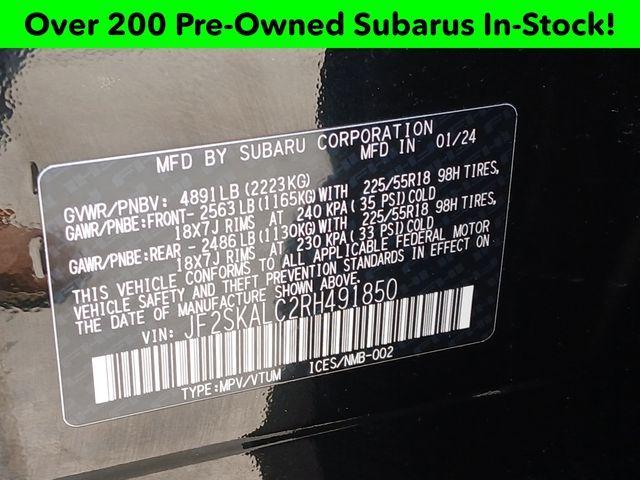 Over 200 Pre-Owned Subarus In-Stock!
MFD BY SUBARU CORPORATION
MFD IN 01/24
GVWR/PNBV: 4891LB(2223KG)
GAWR/PNBE:FRONT- 2563LB(1165KG)WITH 225/55R18 98H TIRES,
18X7J RIMS AT 240 KPA(35 PSI)COLD
GAWR/PNBE:REAR - 2486LB(1130KG)WITH 225/55R18 98H TIRES,
18X7J RIMS AT 230 KPA(33 PSI)COLD
THIS VEHICLE CONFORMS TO ALL APPLICABLE FEDERAL MOTOR
VEHICLE SAFETY AND THEFT PREVENTION STANDARDS IN EFFECT ON
THE DATE OF MANUFACTURE SHOWN ABOVE.
VIN: JF2SKALC2RH491850
TYPE:MPV/VTUM ICES/NMB-002